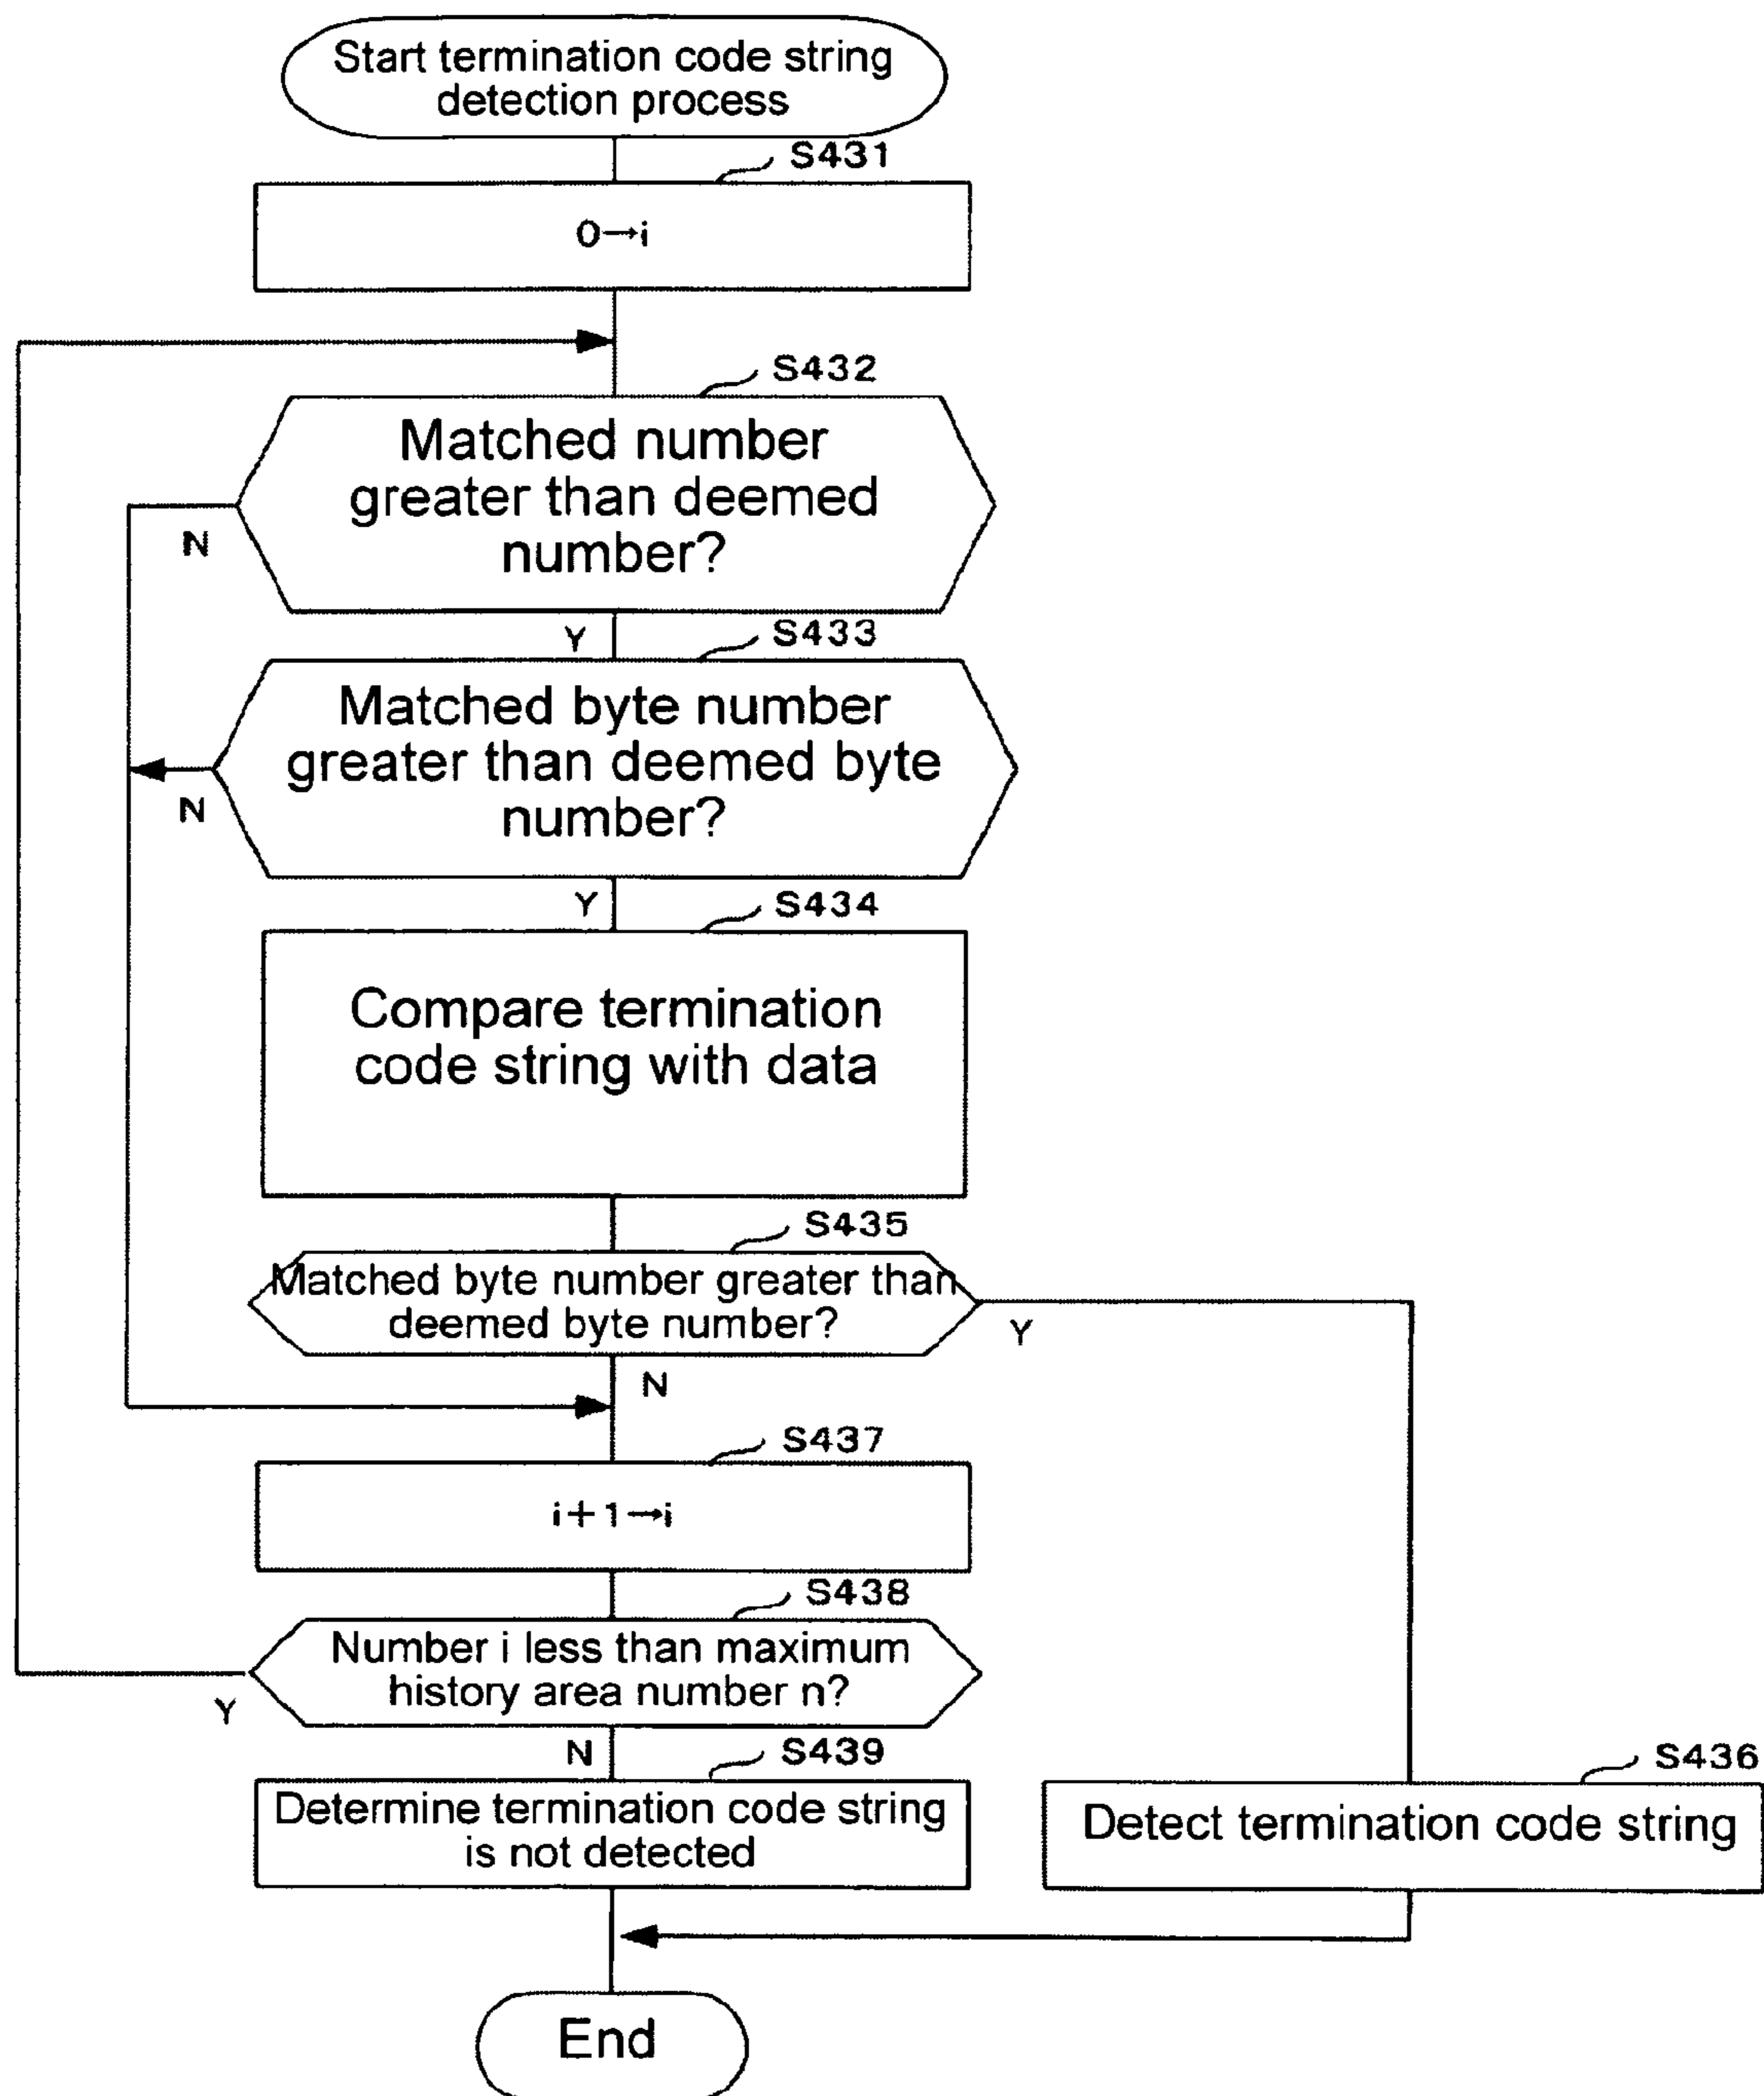 Start termination code string
detection process
S431
0→i
S432
Matched number
greater than deemed
number?
N
Y
S433
Matched byte number
greater than deemed byte
number?
N
Y
S434
Compare termination
code string with data
S435
Matched byte number greater than
deemed byte number?
Y
N
S437
i+1→i
S438
Number i less than maximum
history area number n?
Y
N
S439
Determine termination code string
is not detected
S436
Detect termination code string
End